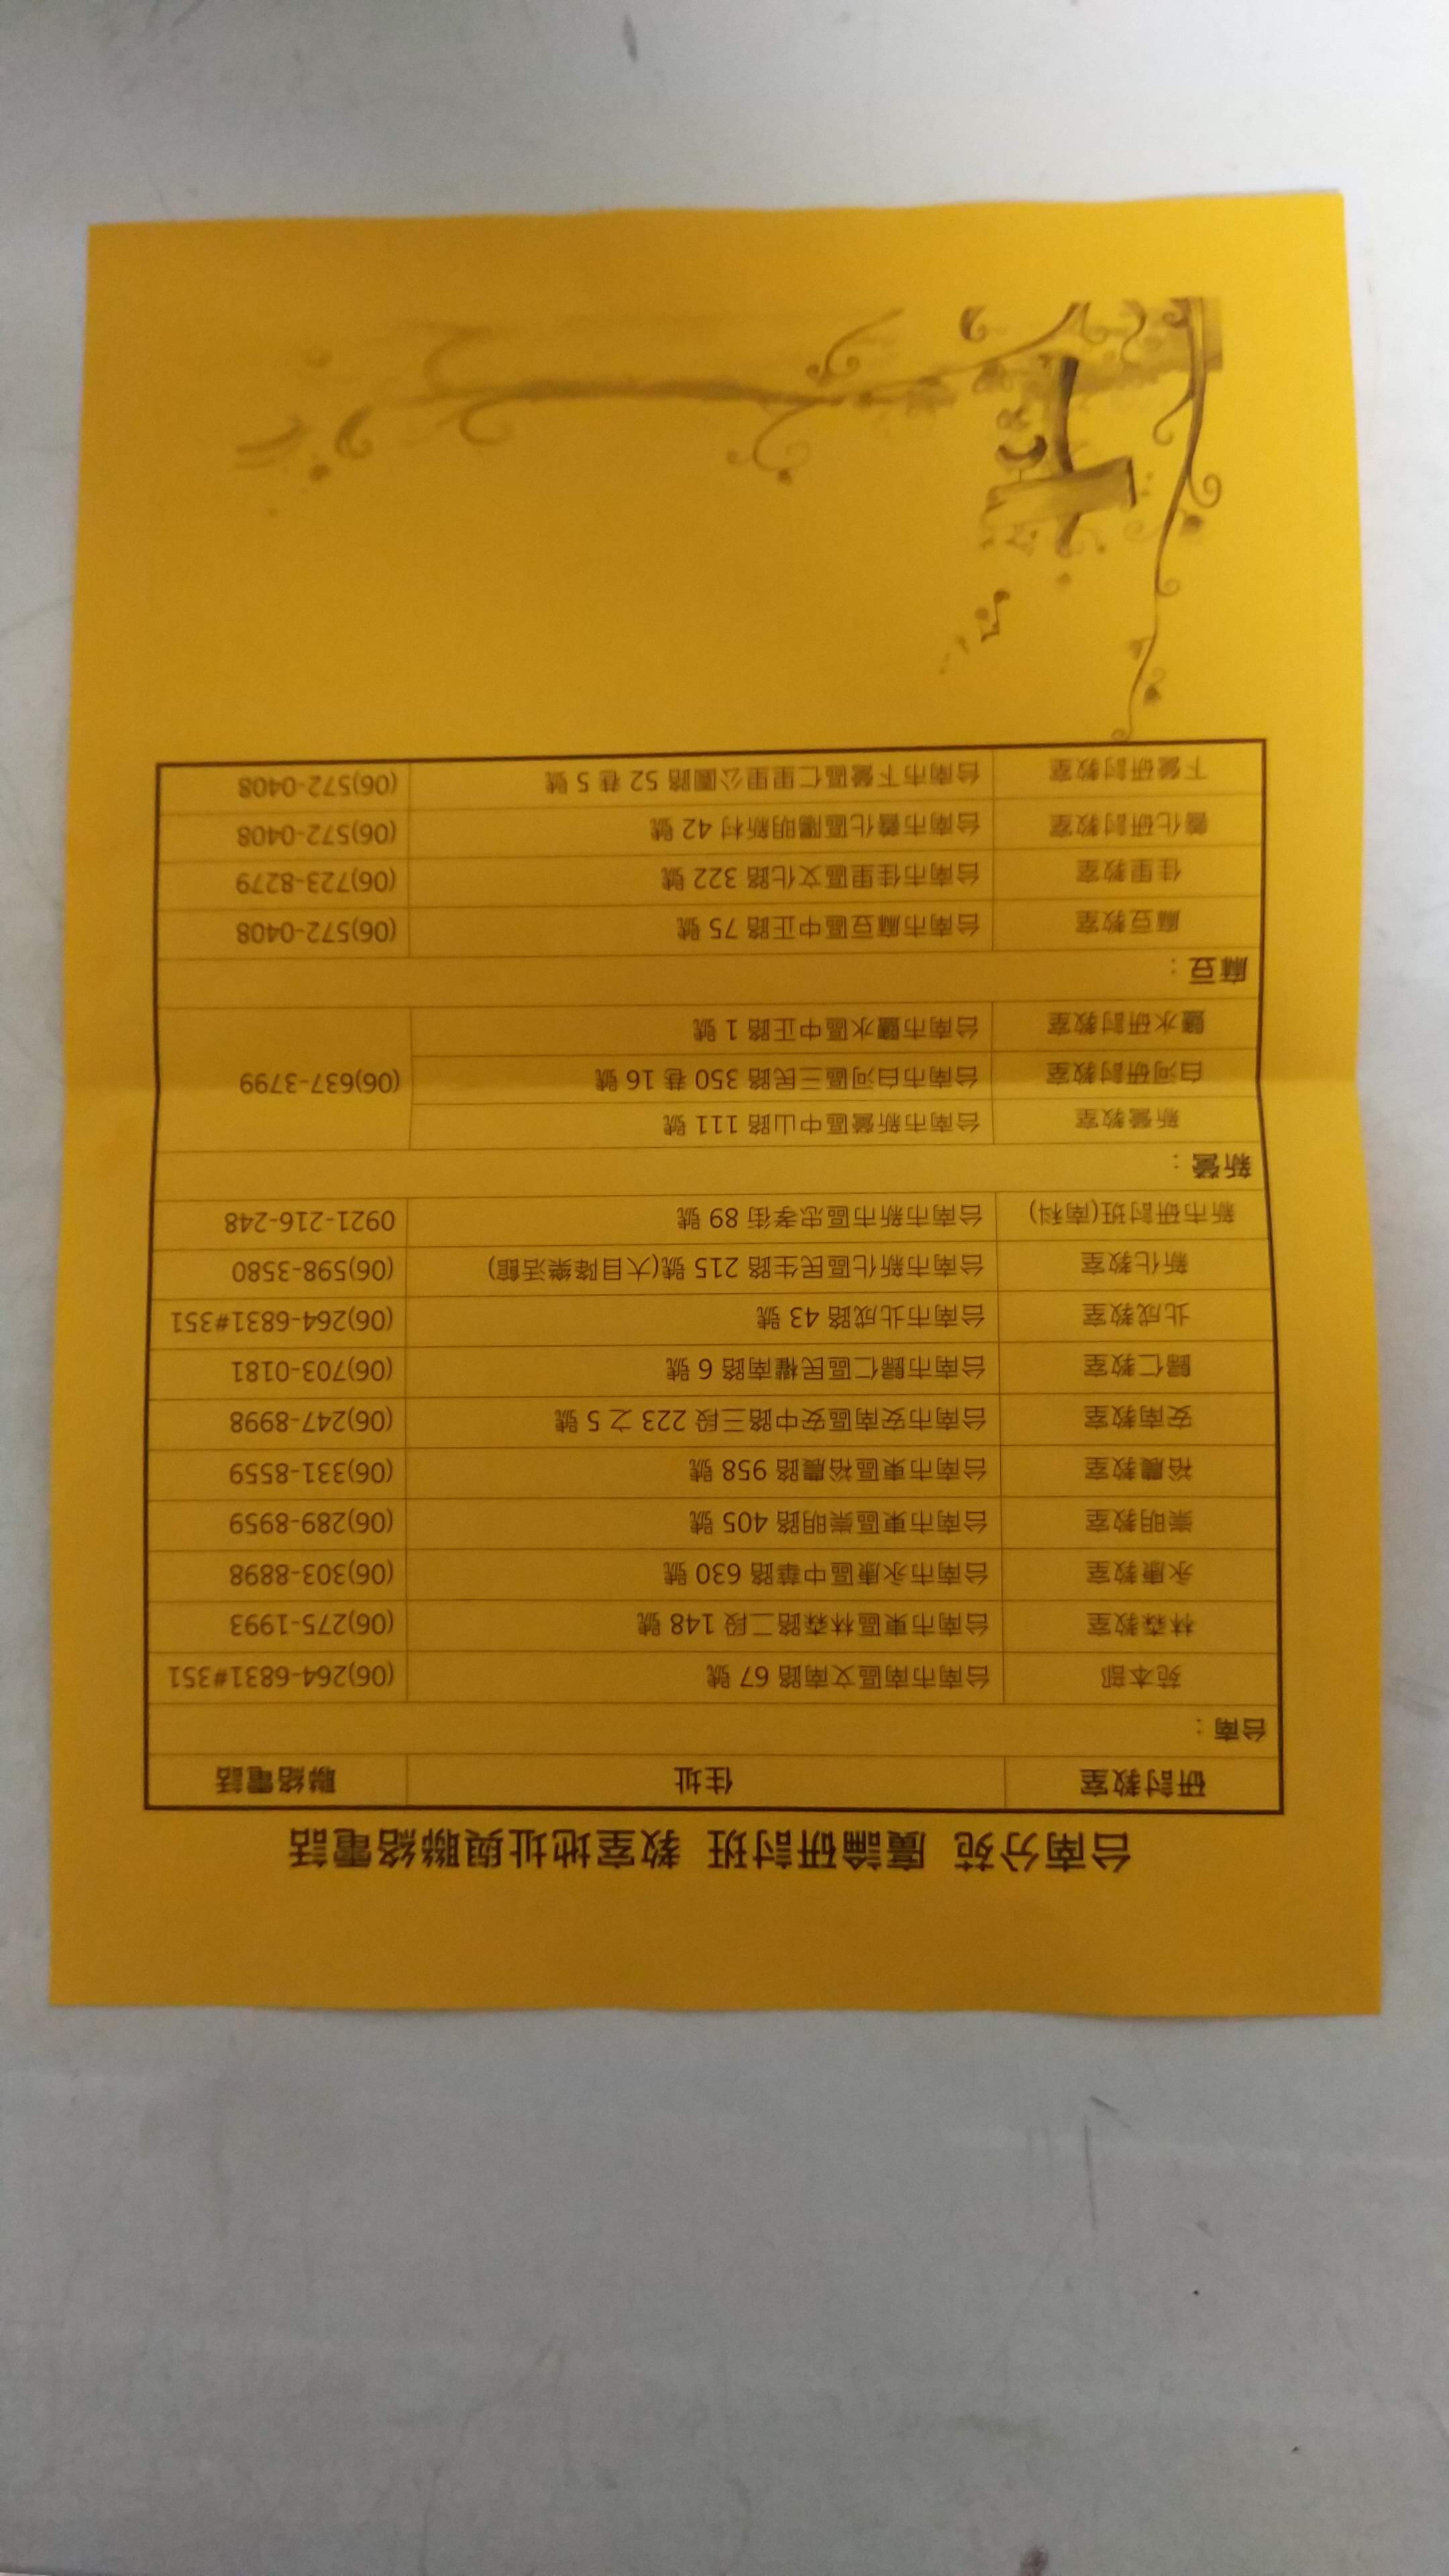 台南分苑 廣論研討班 教室地址與聯絡電話
研討教室 住址 聯絡電話
台南：
苑本部 台南市南區文南路 67 號 (06)264-6831#351
林森教室 台南市東區林森路二段 148 號 (06)275-1993
永康教室 台南市永康區中華路 630 號 (06)303-8898
崇明教室 台南市東區崇明路 405 號 (06)289-8959
裕農教室 台南市東區裕農路 958 號 (06)331-8559
安南教室 台南市安南區安中路三段 223 之 5 號 (06)247-8998
歸仁教室 台南市歸仁區民權南路 6 號 (06)703-0181
北成教室 台南市北成路 43 號 (06)264-6831#351
新化教室 台南市新化區民生路 215 號(大目降樂活館) (06)598-3580
新市研討班(南科) 台南市新市區忠孝街 89 號 0921-216-248
新營：
新營教室 台南市新營區中山路 111 號
白河研討教室 台南市白河區三民路 350 巷 16 號 (06)637-3799
鹽水研討教室 台南市鹽水區中正路 1 號
麻豆：
麻豆教室 台南市麻豆區中正路 75 號 (06)572-0408
佳里教室 台南市佳里區文化路 322 號 (06)723-8279
善化研討教室 台南市善化區陽明新村 42 號 (06)572-0408
下營研討教室 台南市下營區仁里里公園路 52 巷 5 號 (06)572-0408